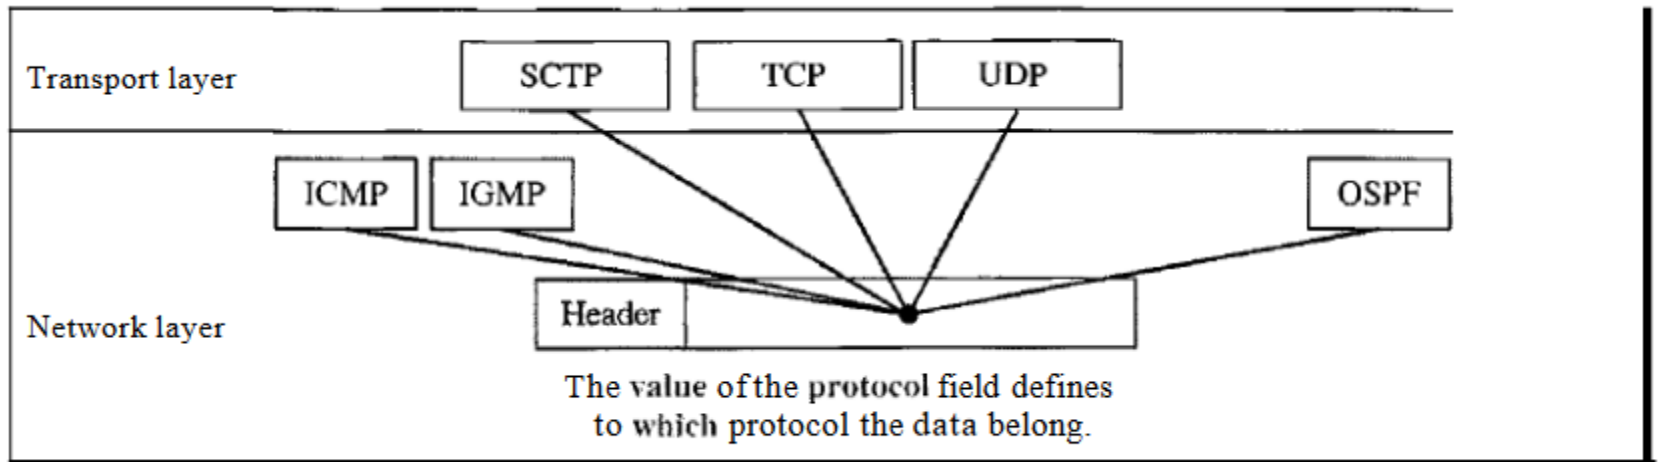 Transport layer
SCTP
TCP
UDP
ICMP
IGMP
OSPF
Header
Network layer
The value of the protocol field defines
to which protocol the data belong.